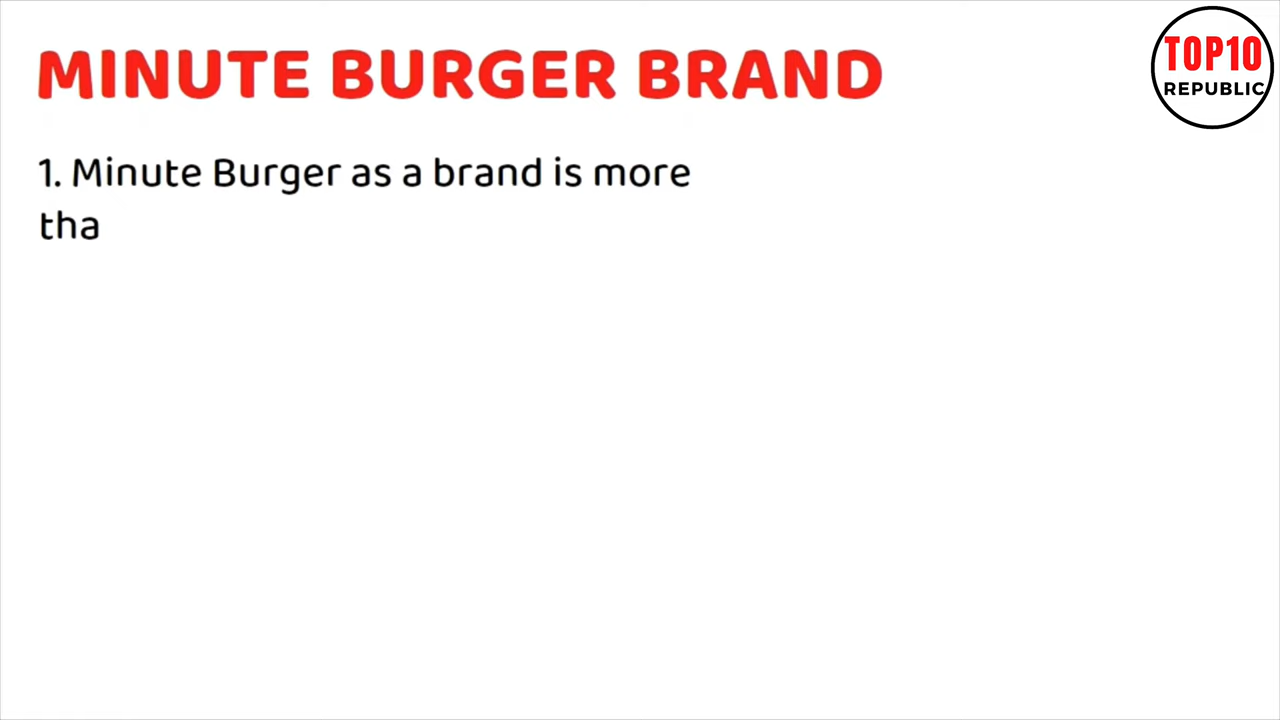 MINUTE BURGER BRAND
TOP10
REPUBLIC
1. Minute Burger as a brand is more
tha